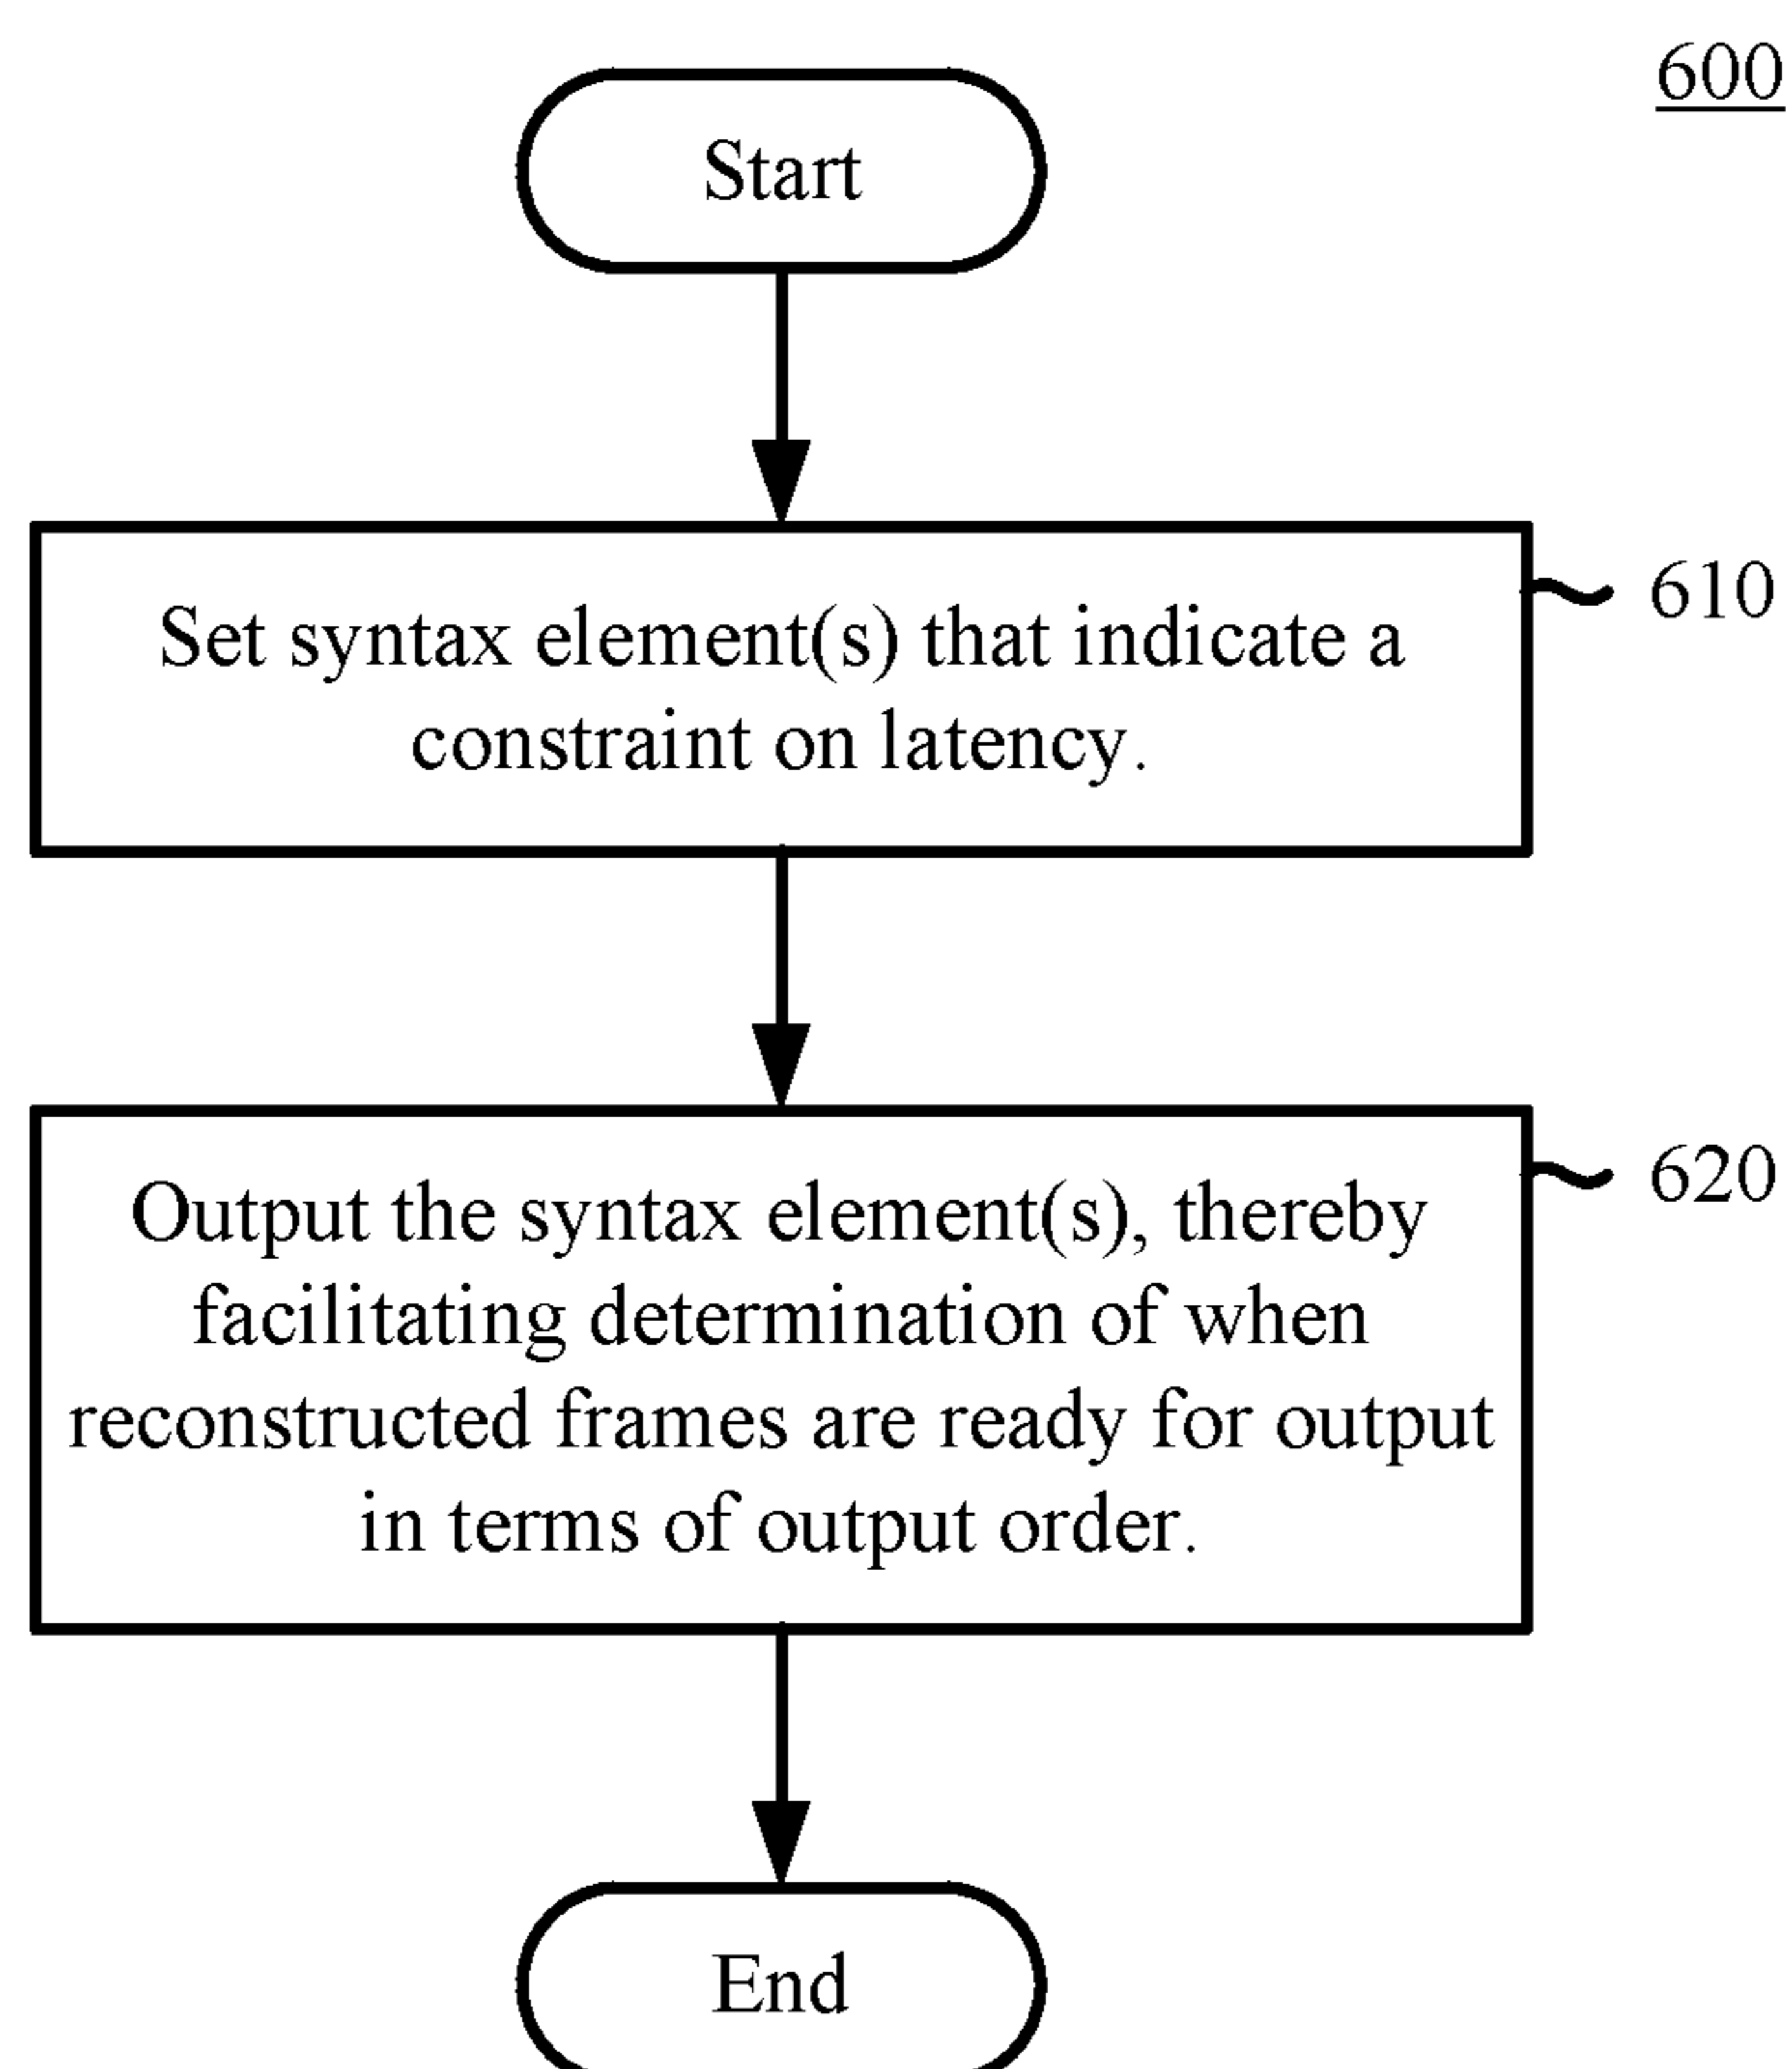 600
Start
Set syntax element(s) that indicate a
constraint on latency.
610
Output the syntax element(s), thereby
facilitating determination of when
reconstructed frames are ready for output
in terms of output order.
620
End